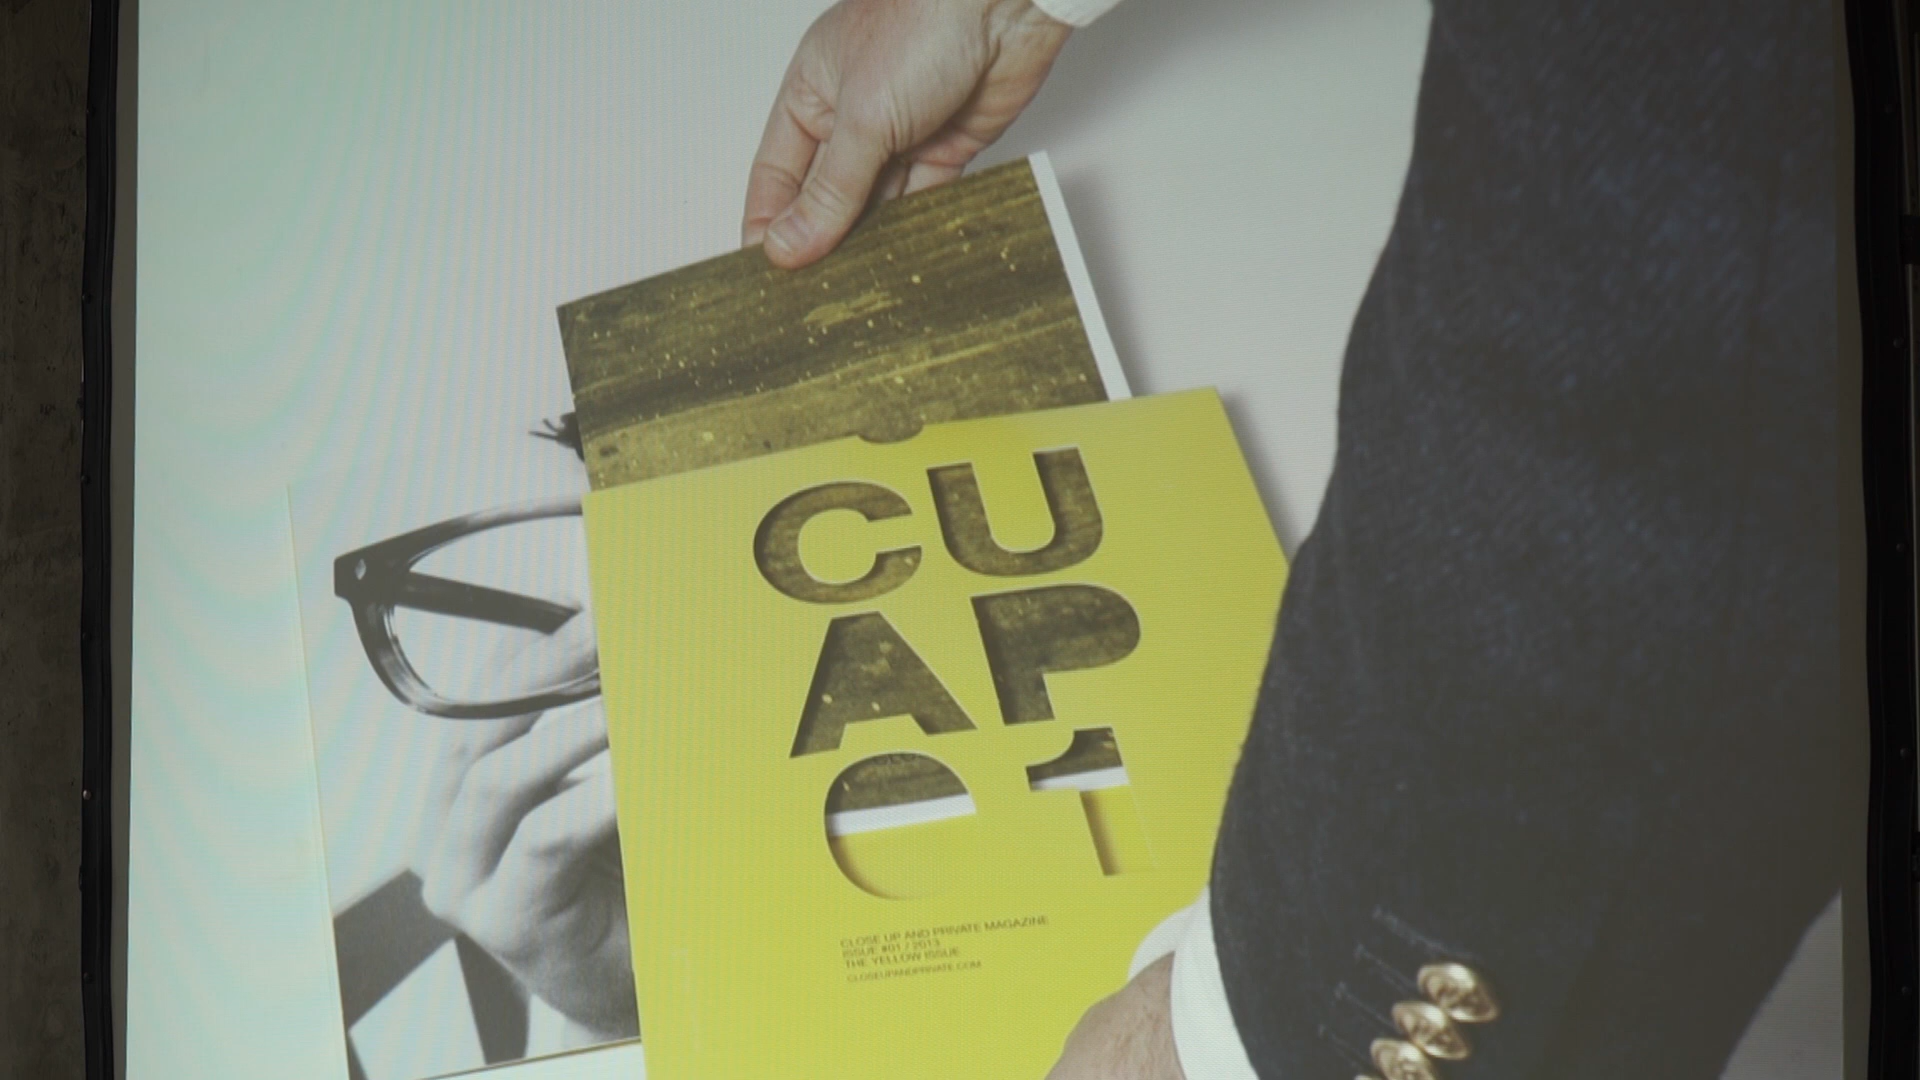 CU
AP
01
CLOSE UP AND PRIVATE MAGAZINE
ISSUE #01 / 2013
THE YELLOW ISSUE
CLOSEUPANDPRIVATE.COM